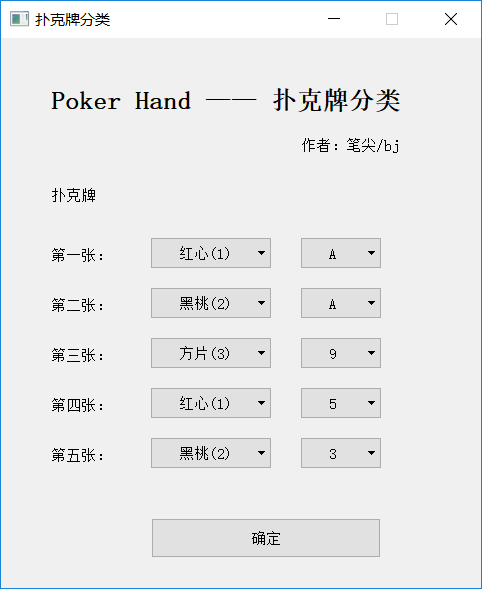 扑克牌分类
Poker Hand —— 扑克牌分类
作者：笔尖/bj
扑克牌
第一张： 红心(1) A
第二张： 黑桃(2) A
第三张： 方片(3) 9
第四张： 红心(1) 5
第五张： 黑桃(2) 3
确定